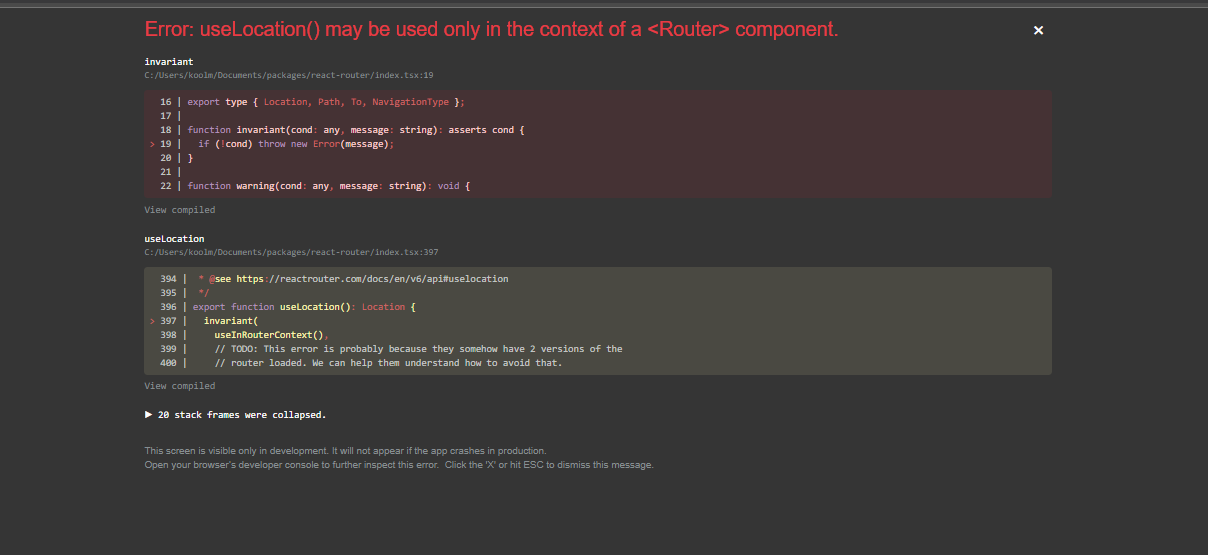 Error: useLocation() may be used only in the context of a <Router> component.
×
invariant
C:/Users/koolm/Documents/packages/react-router/index.tsx:19
16 | export type { Location, Path, To, NavigationType };
17 |
18 | function invariant(cond: any, message: string): asserts cond {
> 19 |   if (!cond) throw new Error(message);
20 | }
21 |
22 | function warning(cond: any, message: string): void {
View compiled
useLocation
C:/Users/koolm/Documents/packages/react-router/index.tsx:397
394 |  * @see https://reactrouter.com/docs/en/v6/api#uselocation
395 |  */
396 | export function useLocation(): Location {
> 397 |   invariant(
398 |     useInRouterContext(),
399 |     // TODO: This error is probably because they somehow have 2 versions of the
400 |     // router loaded. We can help them understand how to avoid that.
View compiled
▶ 20 stack frames were collapsed.
This screen is visible only in development. It will not appear if the app crashes in production.
Open your browser's developer console to further inspect this error.  Click the 'X' or hit ESC to dismiss this message.